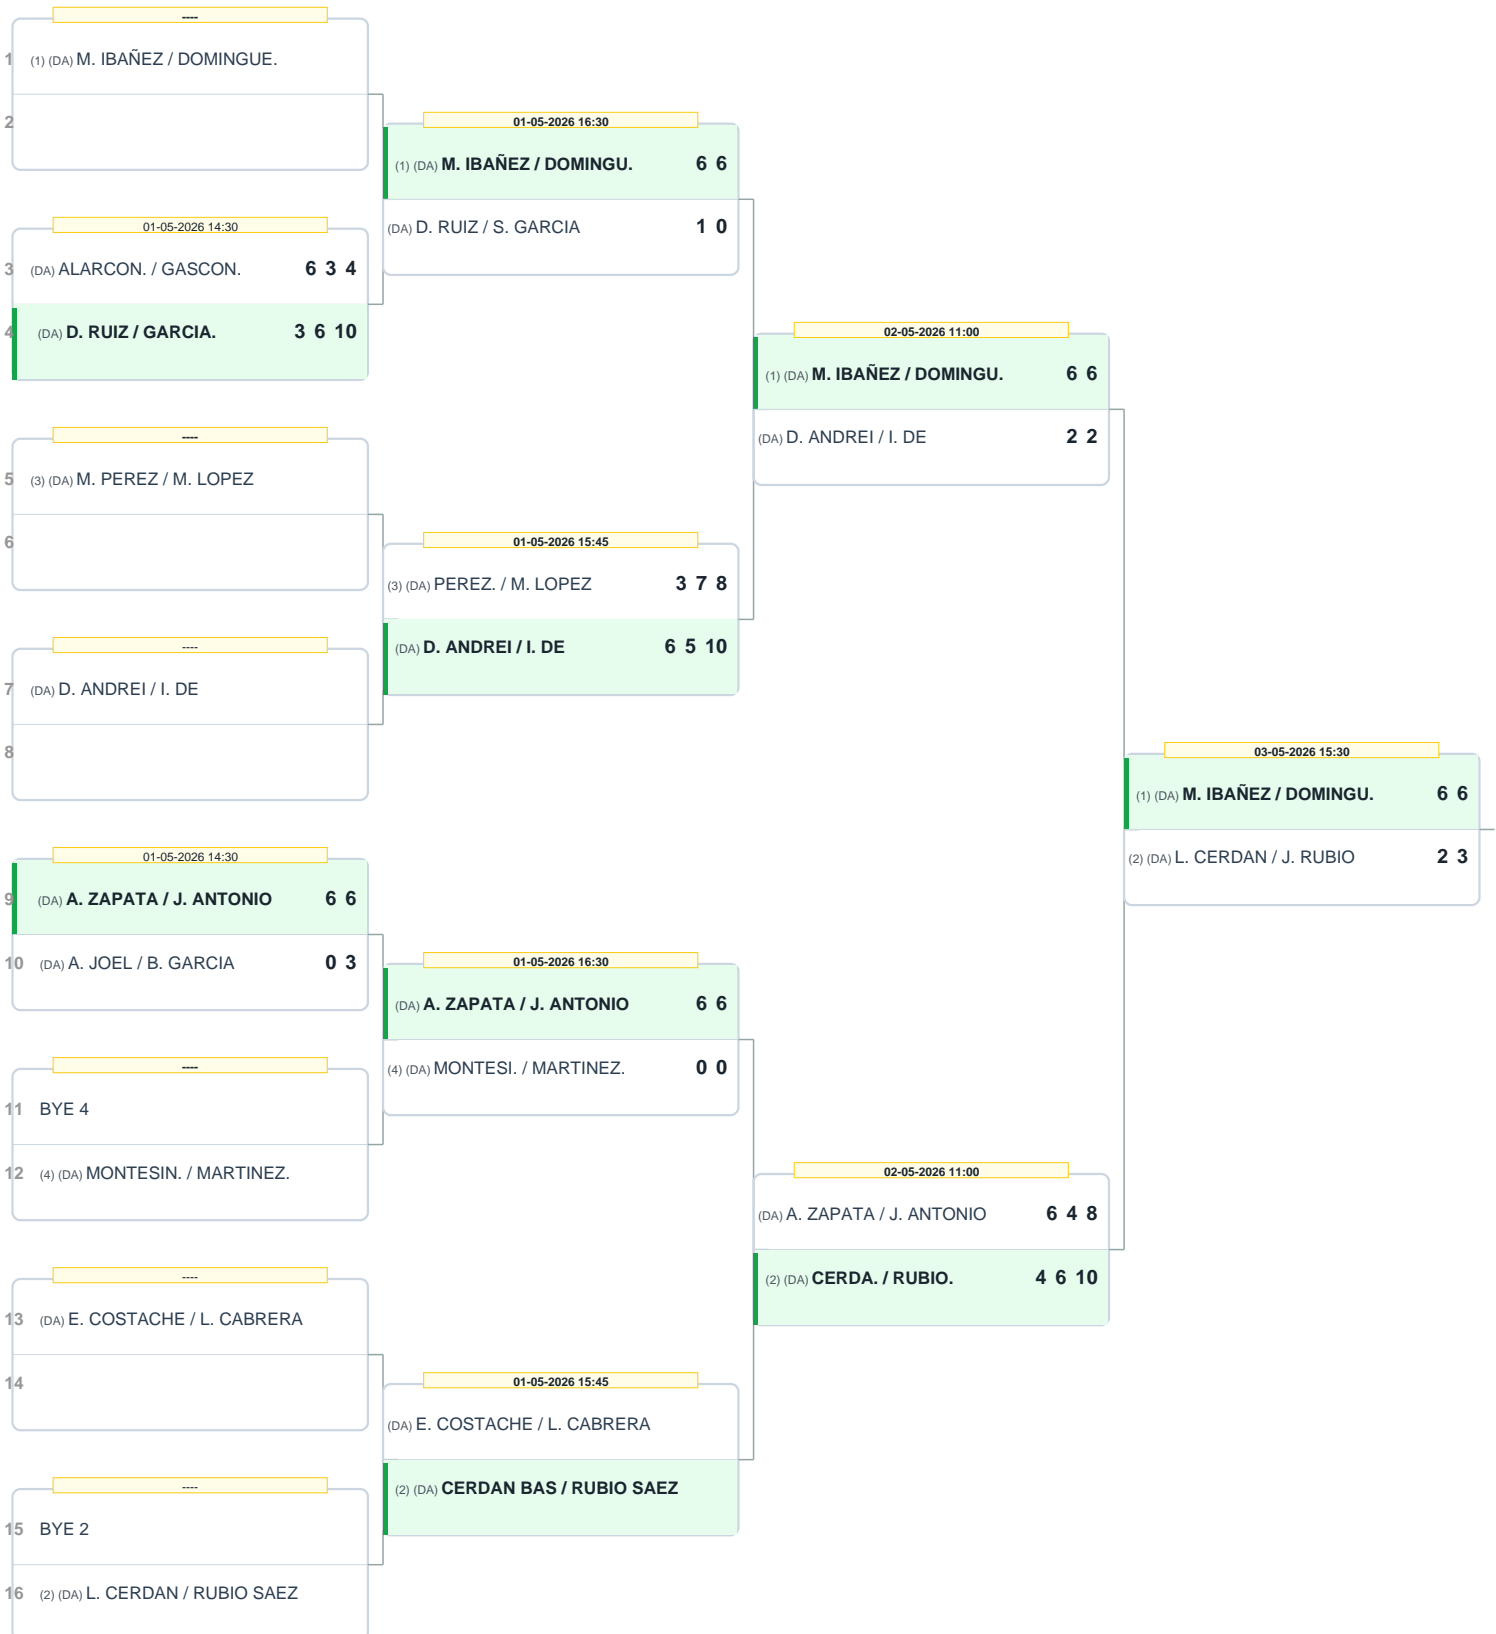 ----
1 (1) (DA) M. IBAÑEZ / DOMINGUE.
2
01-05-2026 14:30
3 (DA) ALARCON. / GASCON. 6 3 4
4 (DA) D. RUIZ / GARCIA. 3 6 10
----
5 (3) (DA) M. PEREZ / M. LOPEZ
6
----
7 (DA) D. ANDREI / I. DE
8
01-05-2026 14:30
9 (DA) A. ZAPATA / J. ANTONIO 6 6
10 (DA) A. JOEL / B. GARCIA 0 3
----
11 BYE 4
12 (4) (DA) MONTESIN. / MARTINEZ.
----
13 (DA) E. COSTACHE / L. CABRERA
14
----
15 BYE 2
16 (2) (DA) L. CERDAN / RUBIO SAEZ
01-05-2026 16:30
(1) (DA) M. IBAÑEZ / DOMINGU. 6 6
(DA) D. RUIZ / S. GARCIA 1 0
01-05-2026 15:45
(3) (DA) PEREZ. / M. LOPEZ 3 7 8
(DA) D. ANDREI / I. DE 6 5 10
01-05-2026 16:30
(DA) A. ZAPATA / J. ANTONIO 6 6
(4) (DA) MONTESI. / MARTINEZ. 0 0
01-05-2026 15:45
(DA) E. COSTACHE / L. CABRERA
(2) (DA) CERDAN BAS / RUBIO SAEZ
02-05-2026 11:00
(1) (DA) M. IBAÑEZ / DOMINGU. 6 6
(DA) D. ANDREI / I. DE 2 2
02-05-2026 11:00
(DA) A. ZAPATA / J. ANTONIO 6 4 8
(2) (DA) CERDA. / RUBIO. 4 6 10
03-05-2026 15:30
(1) (DA) M. IBAÑEZ / DOMINGU. 6 6
(2) (DA) L. CERDAN / J. RUBIO 2 3